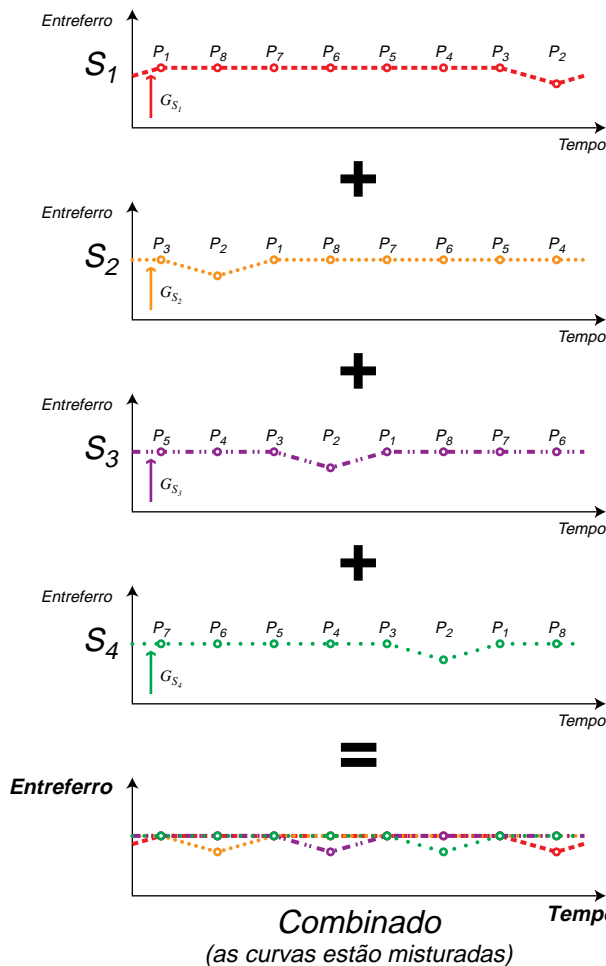 Entreferro
P1 P8 P7 P6 P5 P4 P3 P2
S1
GS1
Tempo
+
Entreferro
P3 P2 P1 P8 P7 P6 P5 P4
S2
GS2
Tempo
+
Entreferro
P5 P4 P3 P2 P1 P8 P7 P6
S3
GS3
Tempo
+
Entreferro
P7 P6 P5 P4 P3 P2 P1 P8
S4
GS4
Tempo
=
Entreferro
Tempo
Combinado
(as curvas estão misturadas)